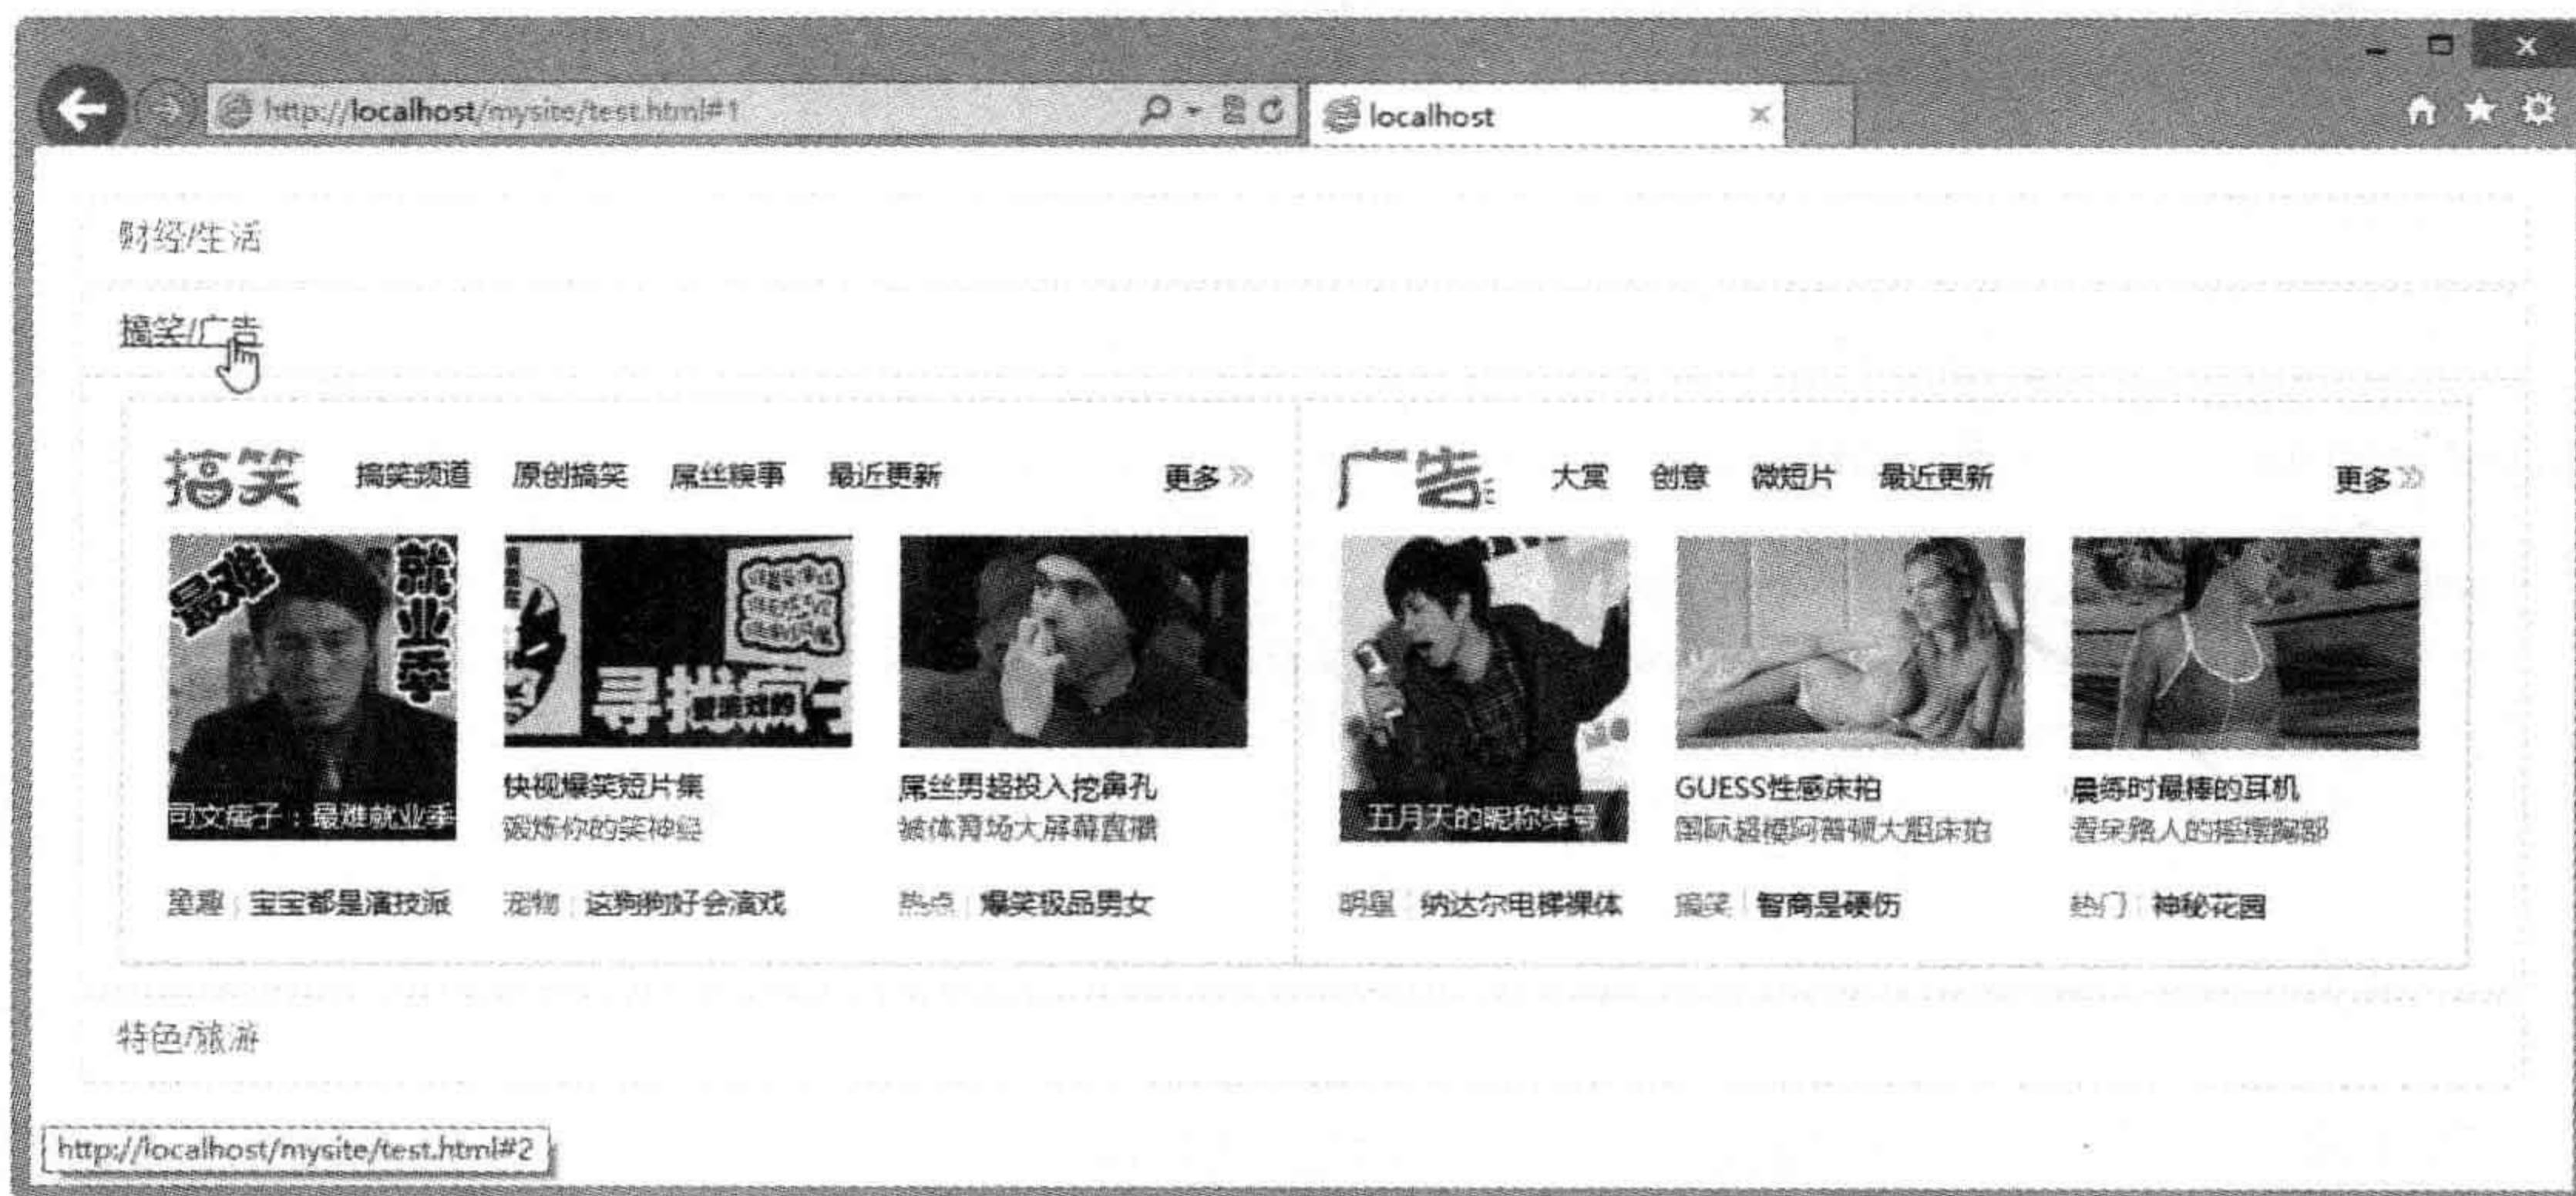 http://localhost/mysite/test.html#1
localhost
财经/生活
搞笑/广告
搞笑 搞笑频道 原创搞笑 屌丝糗事 最近更新 更多
广告 大赏 创意 微短片 最近更新 更多
最难
就业季
司文痞子：最难就业季
寻找疯
爱游戏的
快视爆笑短片集
锻炼你的笑神经
屌丝男超投入挖鼻孔
被体育场大屏幕直播
五月天的昵称绰号
GUESS性感床拍
国际超模阿普顿大胆床拍
晨练时最棒的耳机
看呆路人的摇摆胸部
童趣 | 宝宝都是演技派
宠物 | 这狗狗好会演戏
热点 | 爆笑极品男女
明星 | 纳达尔电梯裸体
搞笑 | 智商是硬伤
热门 | 神秘花园
特色/旅游
http://localhost/mysite/test.html#2